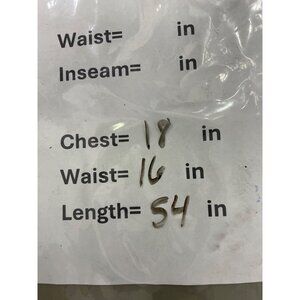 Waist= in
Inseam= in
Chest= 18 in
Waist= 16 in
Length= 54 in